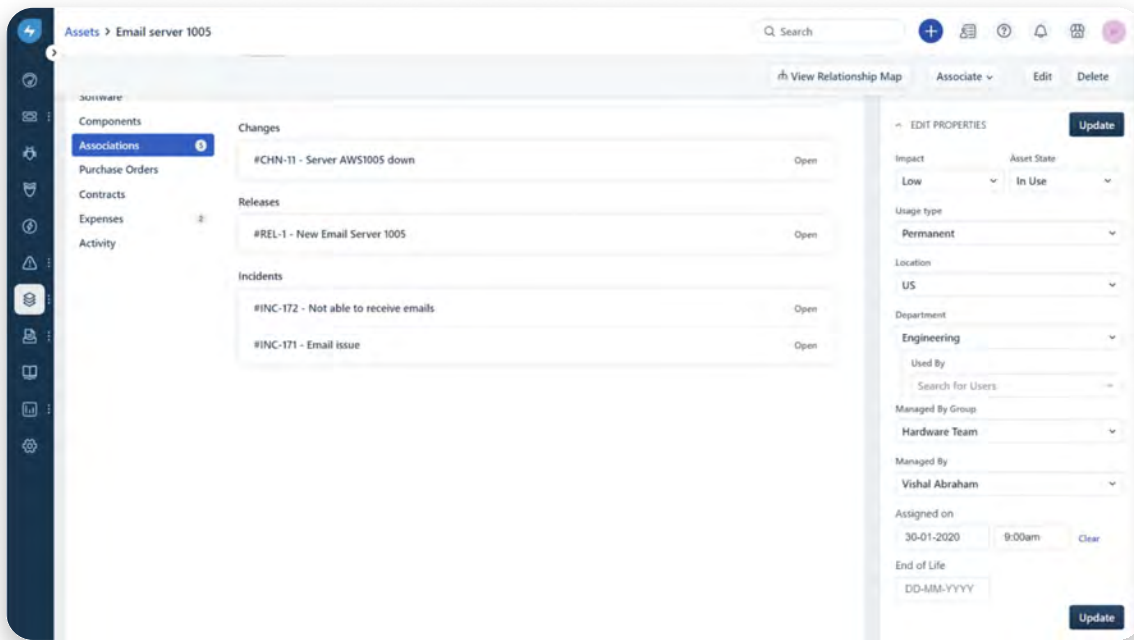 Assets > Email server 1005
Search
View Relationship Map
Associate
Edit
Delete
Software
Components
Associations
Purchase Orders
Contracts
Expenses 2
Activity
Changes
#CHN-11 - Server AWS1005 down Open
Releases
#REL-1 - New Email Server 1005 Open
Incidents
#INC-172 - Not able to receive emails Open
#INC-171 - Email issue Open
EDIT PROPERTIES
Update
Impact Asset State
Low In Use
Usage type
Permanent
Location
US
Department
Engineering
Used By
Search for Users
Managed By Group
Hardware Team
Managed By
Vishal Abraham
Assigned on
30-01-2020 9:00am Clear
End of Life
DD-MM-YYYY
Update